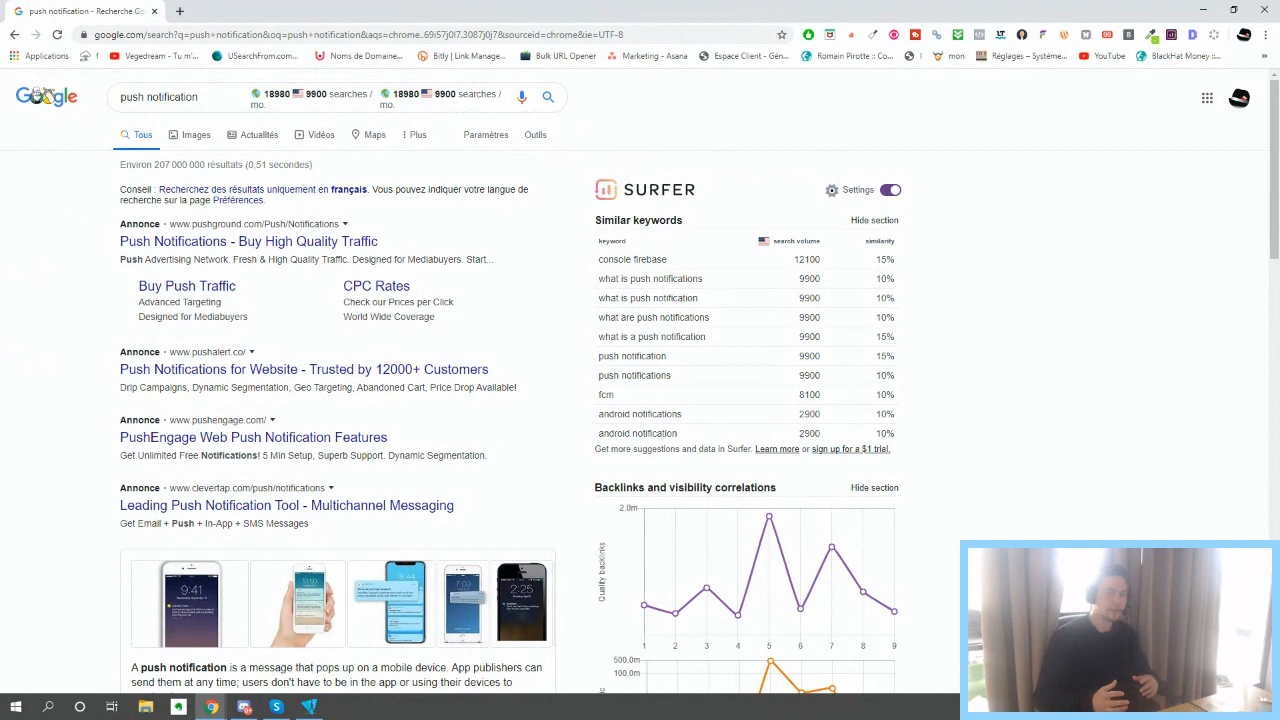 push notification - Recherche Go
google.com/search?q=push+notification&oq=push+notification&aqs=chrome..69i57j0l7.3087j0j7&sourceid=chrome&ie=UTF-8
Applications
Vegedream - Tu m'...
USearchFrom.com -...
Noms de Domaine...
Link Manage...
Bulk URL Opener
Marketing - Asana
Espace Client - Gén...
Romain Pirotte :: Co...
mon
Réglages – Système...
YouTube
BlackHat Money ::...
Google
push notification
18980 9900 searches / mo.
18980 9900 searches / mo.
Tous
Images
Actualités
Vidéos
Maps
Plus
Paramètres
Outils
Environ 207 000 000 résultats (0,51 secondes)
Conseil : Recherchez des résultats uniquement en français. Vous pouvez indiquer votre langue de
recherche sur la page Préférences.
Annonce · www.pushground.com/Push/Notifications
Push Notifications - Buy High Quality Traffic
Push Advertising Network. Fresh & High Quality Traffic. Designed for Mediabuyers. Start...
Buy Push Traffic
Advanced Targeting
Designed for Mediabuyers
CPC Rates
Check our Prices per Click
World Wide Coverage
Annonce · www.pushalert.co/
Push Notifications for Website - Trusted by 12000+ Customers
Drip Campaigns, Dynamic Segmentation, Geo Targeting, Abandoned Cart, Price Drop Available!
Annonce · www.pushengage.com/
PushEngage Web Push Notification Features
Get Unlimited Free Notifications! 5 Min Setup, Superb Support. Dynamic Segmentation.
Annonce · www.clevertap.com/push/notifications
Leading Push Notification Tool - Multichannel Messaging
Get Email + Push + In-App + SMS Messages
9:41
13:50
18:44
7:09
2:25
A push notification is a message that pops up on a mobile device. App publishers can
send them at any time; users don't have to be in the app or using their devices to
SURFER
Settings
Similar keywords
Hide section
keyword search volume similarity
console firebase 12100 15%
what is push notifications 9900 10%
what is push notification 9900 10%
what are push notifications 9900 10%
what is a push notification 9900 15%
push notification 9900 15%
push notifications 9900 10%
fcm 8100 10%
android notifications 2900 10%
android notification 2900 10%
Get more suggestions and data in Surfer. Learn more or sign up for a $1 trial.
Backlinks and visibility correlations
Hide section
2.0m
Quality backlinks
1 2 3 4 5 6 7 8 9
500.0m
100.0m